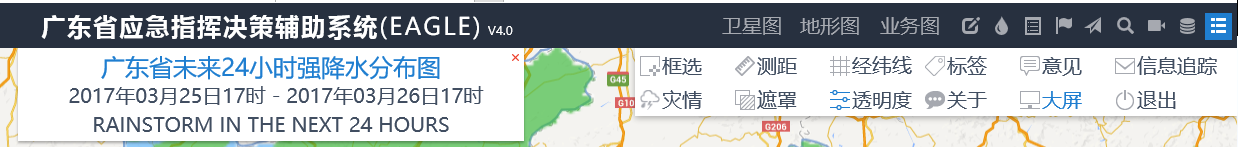 广东省应急指挥决策辅助系统(EAGLE) V4.0
卫星图 地形图 业务图
广东省未来24小时强降水分布图
2017年03月25日17时 - 2017年03月26日17时
RAINSTORM IN THE NEXT 24 HOURS
框选 测距 经纬线 标签 意见 信息追踪
灾情 遮罩 透明度 关于 大屏 退出
G45
G10
G206